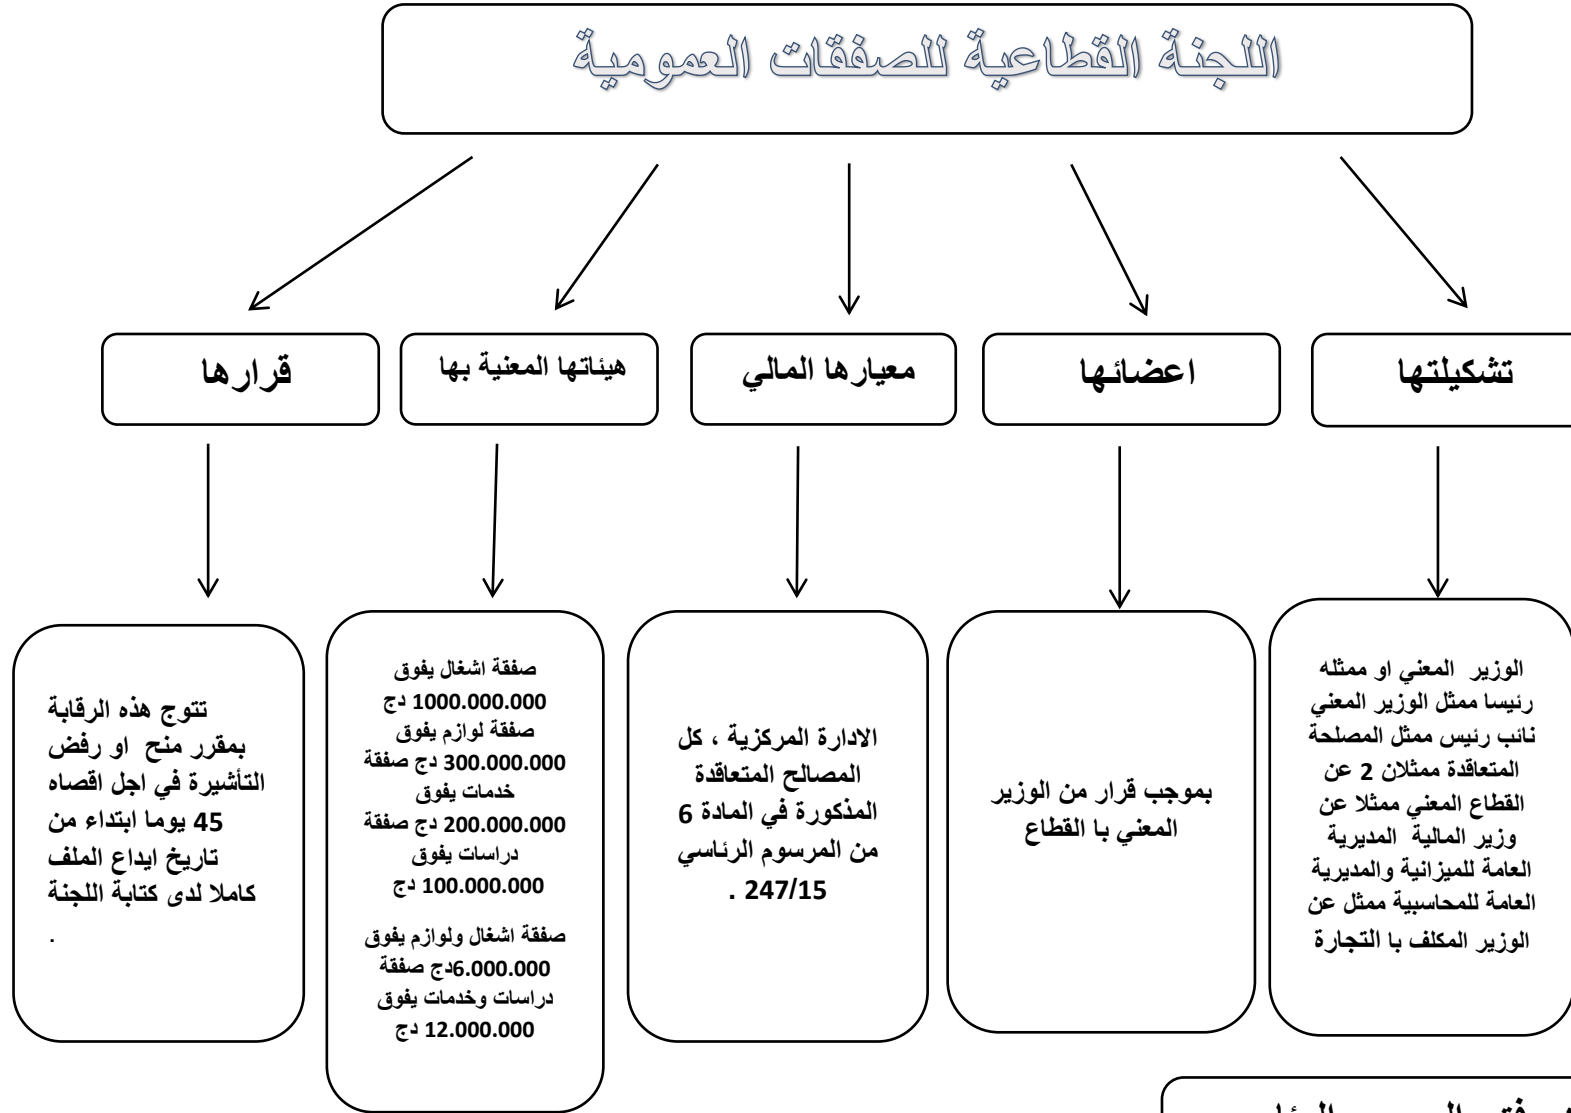 اللجنة القطاعية للصفقات العمومية
تشكيلتها
اعضائها
معيارها المالي
هيئاتها المعنية بها
قرارها
الوزير المعني او ممثله
رئيسا ممثل الوزير المعني
نائب رئيس ممثل المصلحة
المتعاقدة ممثلان 2 عن
القطاع المعني ممثلا عن
وزير المالية المديرية
العامة للميزانية والمديرية
العامة للمحاسبية ممثل عن
الوزير المكلف با التجارة
بموجب قرار من الوزير
المعني با القطاع
الادارة المركزية ، كل
المصالح المتعاقدة
المذكورة في المادة 6
من المرسوم الرئاسي
247/15 .
صفقة اشغال يفوق
1000.000.000 دج
صفقة لوازم يفوق
300.000.000 دج صفقة
خدمات يفوق
200.000.000 دج صفقة
دراسات يفوق
100.000.000 دج
صفقة اشغال ولوازم يفوق
6.000.000دج صفقة
دراسات وخدمات يفوق
12.000.000 دج
تتوج هذه الرقابة
بمقرر منح او رفض
التأشيرة في اجل اقصاه
45 يوما ابتداء من
تاريخ ايداع الملف
كاملا لدى كتابة اللجنة
.